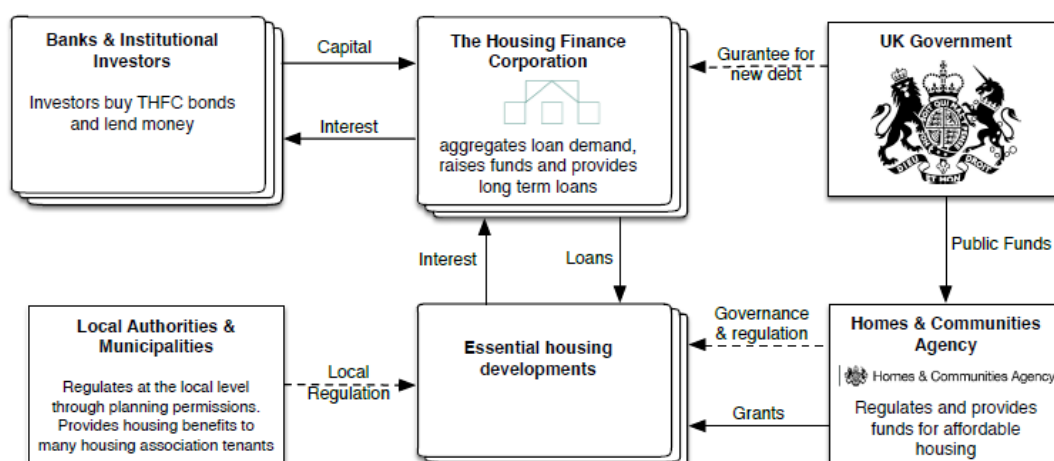 Banks & Institutional
Investors
Investors buy THFC bonds
and lend money
Capital
Interest
The Housing Finance
Corporation
aggregates loan demand,
raises funds and provides
long term loans
Gurantee for
new debt
UK Government
DIEU ET MON DROIT
Public Funds
Interest
Loans
Local Authorities &
Municipalities
Regulates at the local level
through planning permissions.
Provides housing benefits to
many housing association tenants
Local
Regulation
Essential housing
developments
Governance
& regulation
Grants
Homes & Communities
Agency
Homes & Communities Agency
Regulates and provides
funds for affordable
housing